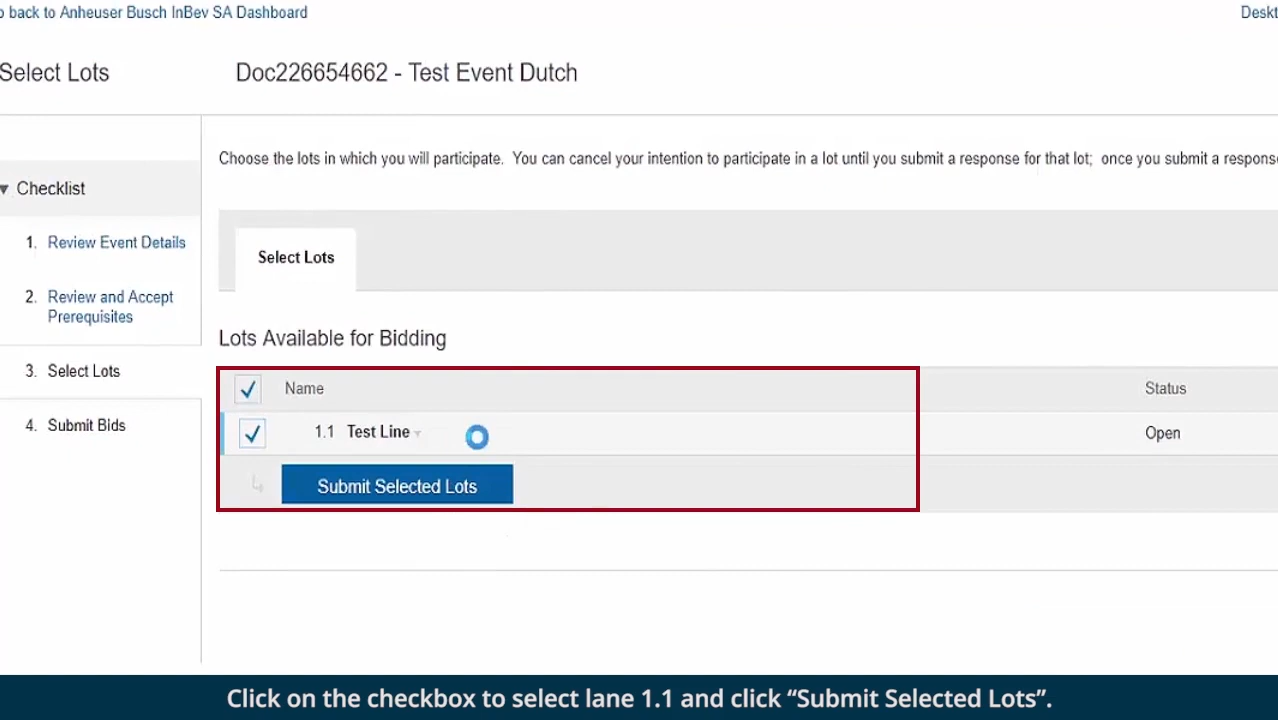 back to Anheuser Busch InBev SA Dashboard
Select Lots
Doc226654662 - Test Event Dutch
Choose the lots in which you will participate. You can cancel your intention to participate in a lot until you submit a response for that lot; once you submit a response
Checklist
1. Review Event Details
2. Review and Accept
Prerequisites
3. Select Lots
4. Submit Bids
Select Lots
Lots Available for Bidding
Name Status
1.1 Test Line Open
Submit Selected Lots
Click on the checkbox to select lane 1.1 and click “Submit Selected Lots”.